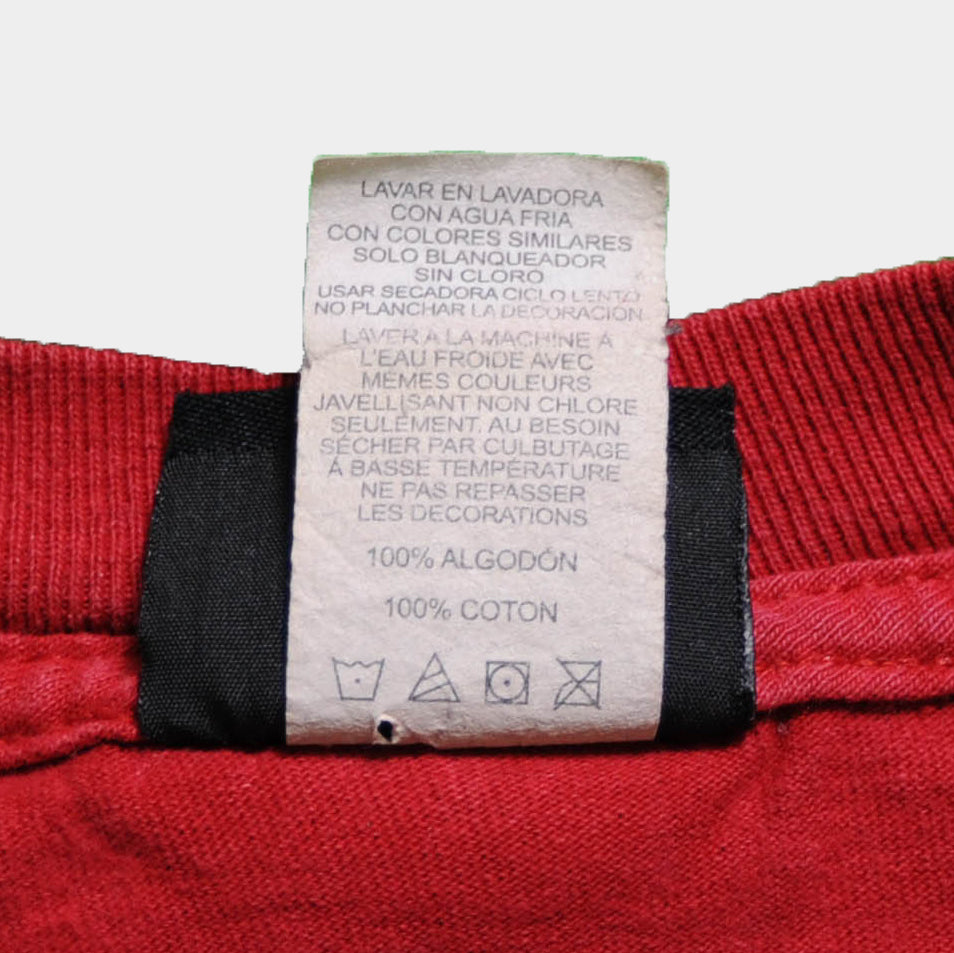 LAVAR EN LAVADORA
CON AGUA FRIA
CON COLORES SIMILARES
SOLO BLANQUEADOR
SIN CLORO
USAR SECADORA CICLO LENTO
NO PLANCHAR LA DECORACIÓN
LAVER A LA MACHINE A
L'EAU FROIDE AVEC
MEMES COULEURS
JAVELLISANT NON CHLORE
SEULEMENT. AU BESOIN
SÉCHER PAR CULBUTAGE
À BASSE TEMPÉRATURE
NE PAS REPASSER
LES DECORATIONS
100% ALGODÓN
100% COTON